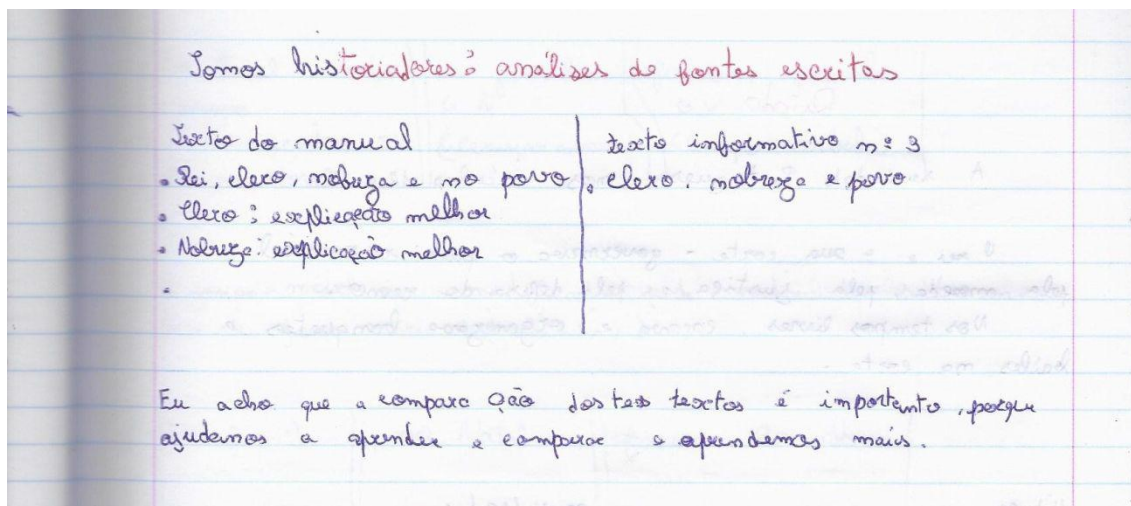 Somos historiadores: análises de fontes escritas
Texto do manual
. Rei, clero, nobreza e no povo
. Clero: explicação melhor
. Nobreza: explicação melhor
.
texto informativo nº 3
. Clero, nobreza e povo
Eu acho que a comparação dos textos é importante, porque
ajudamos a aprender e comparar e aprendemos mais.